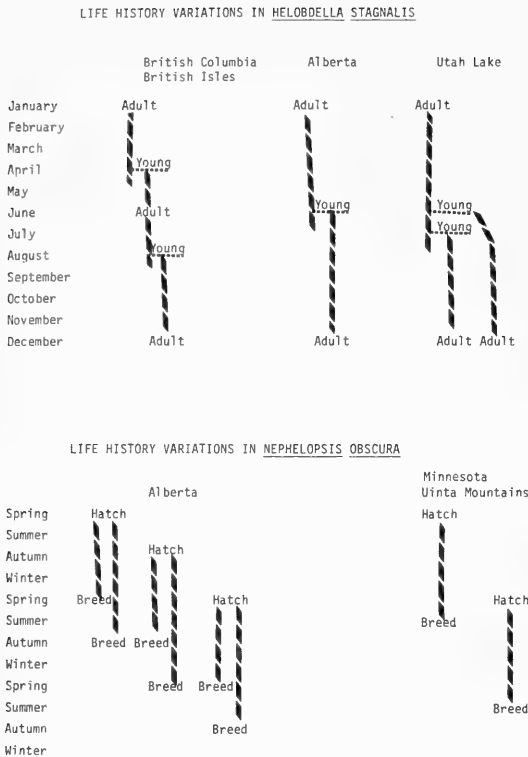 LIFE HISTORY VARIATIONS IN HELOBDELLA STAGNALIS
British Columbia Alberta Utah Lake
British Isles
January Adult Adult Adult
February
March
April Young
May
June Adult Young Young
July Young
August Young
September
October
November
December Adult Adult Adult Adult
LIFE HISTORY VARIATIONS IN NEPHELOPSIS OBSCURA
Minnesota
Alberta Uinta Mountains
Spring Hatch Hatch
Summer
Autumn Hatch
Winter
Spring Breed Hatch Hatch
Summer Breed
Autumn Breed Breed
Winter
Spring Breed Breed
Summer Breed
Autumn Breed
Winter